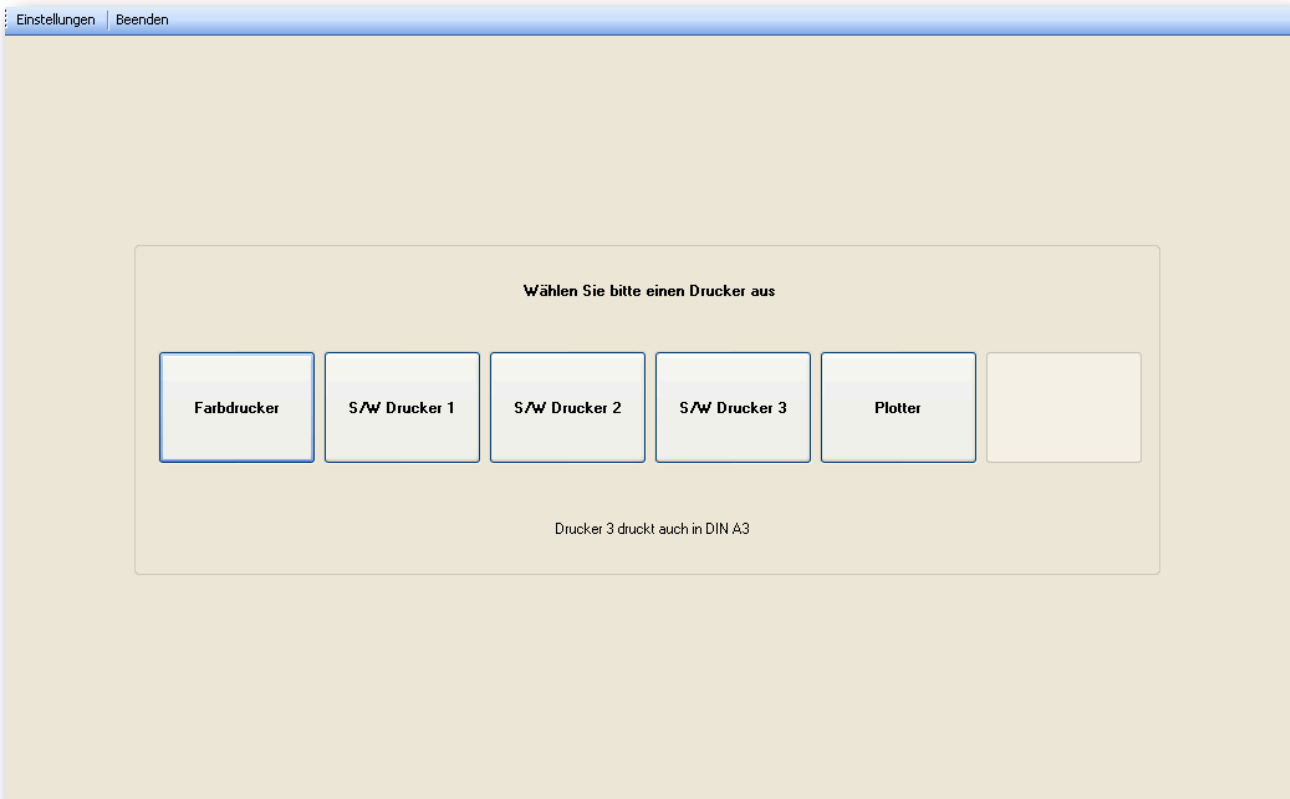 Einstellungen Beenden
Wählen Sie bitte einen Drucker aus
Farbdrucker S/W Drucker 1 S/W Drucker 2 S/W Drucker 3 Plotter
Drucker 3 druckt auch in DIN A3